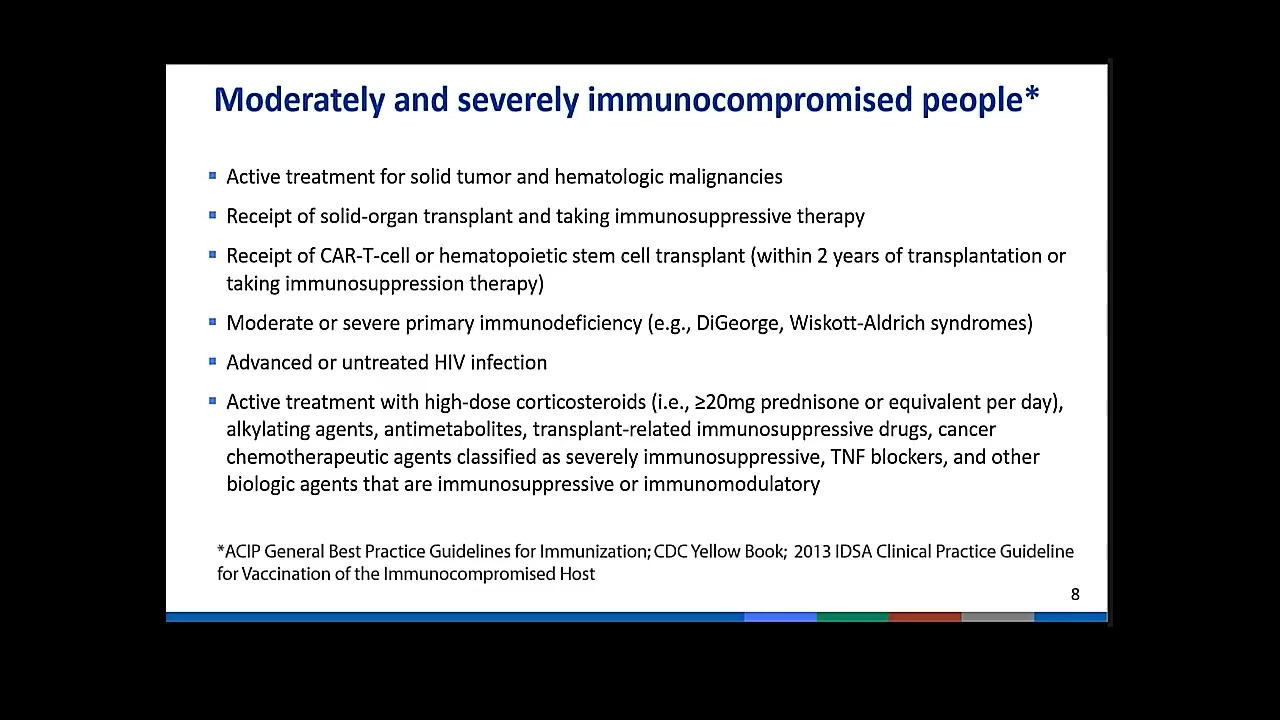 Moderately and severely immunocompromised people*
▪ Active treatment for solid tumor and hematologic malignancies
▪ Receipt of solid-organ transplant and taking immunosuppressive therapy
▪ Receipt of CAR-T-cell or hematopoietic stem cell transplant (within 2 years of transplantation or
taking immunosuppression therapy)
▪ Moderate or severe primary immunodeficiency (e.g., DiGeorge, Wiskott-Aldrich syndromes)
▪ Advanced or untreated HIV infection
▪ Active treatment with high-dose corticosteroids (i.e., ≥20mg prednisone or equivalent per day),
alkylating agents, antimetabolites, transplant-related immunosuppressive drugs, cancer
chemotherapeutic agents classified as severely immunosuppressive, TNF blockers, and other
biologic agents that are immunosuppressive or immunomodulatory
*ACIP General Best Practice Guidelines for Immunization; CDC Yellow Book; 2013 IDSA Clinical Practice Guideline
for Vaccination of the Immunocompromised Host
8